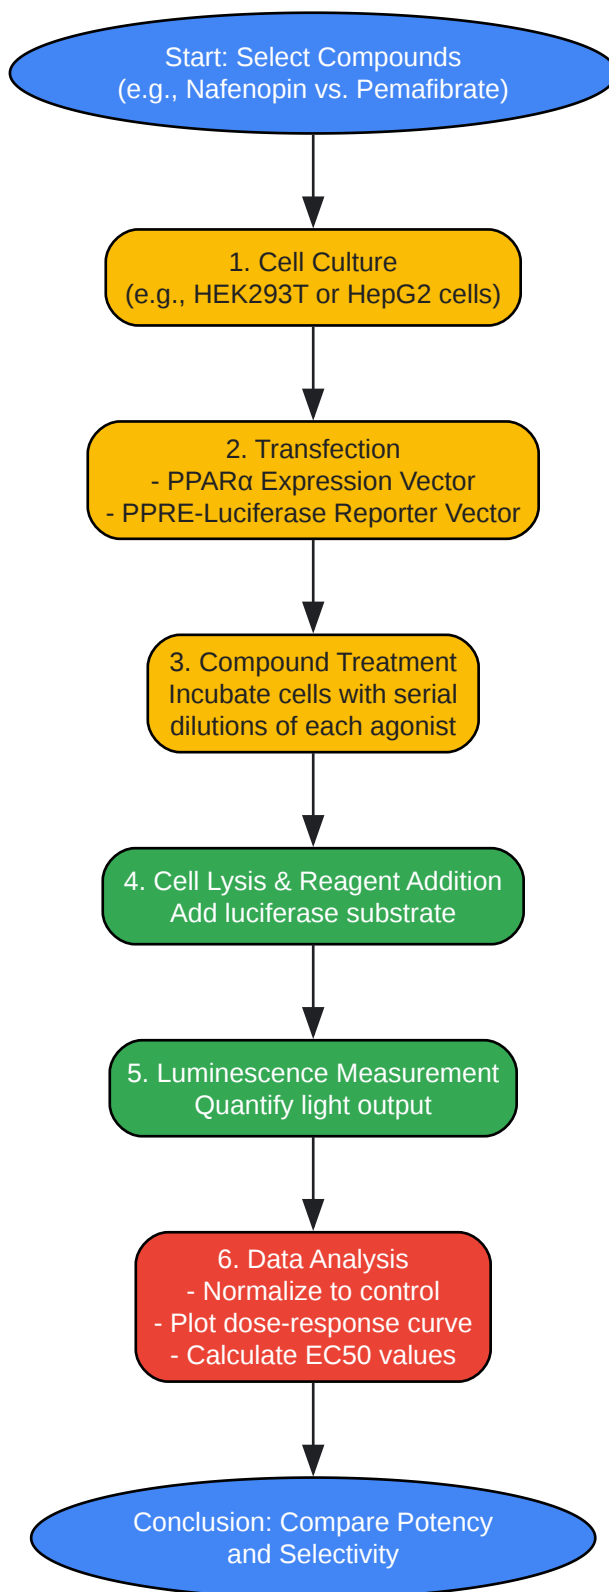 Start: Select Compounds
(e.g., Nafenopin vs. Pemafibrate)
1. Cell Culture
(e.g., HEK293T or HepG2 cells)
2. Transfection
- PPARα Expression Vector
- PPRE-Luciferase Reporter Vector
3. Compound Treatment
Incubate cells with serial
dilutions of each agonist
4. Cell Lysis & Reagent Addition
Add luciferase substrate
5. Luminescence Measurement
Quantify light output
6. Data Analysis
- Normalize to control
- Plot dose-response curve
- Calculate EC50 values
Conclusion: Compare Potency
and Selectivity